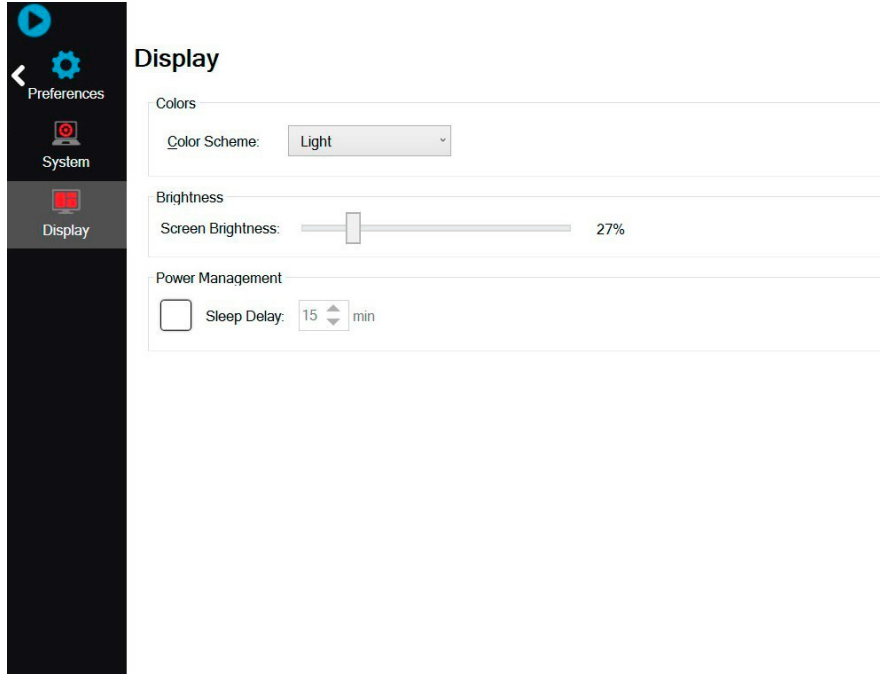 Display
Preferences
Colors
Color Scheme: Light
System
Brightness
Screen Brightness: 27%
Display
Power Management
Sleep Delay: 15 min